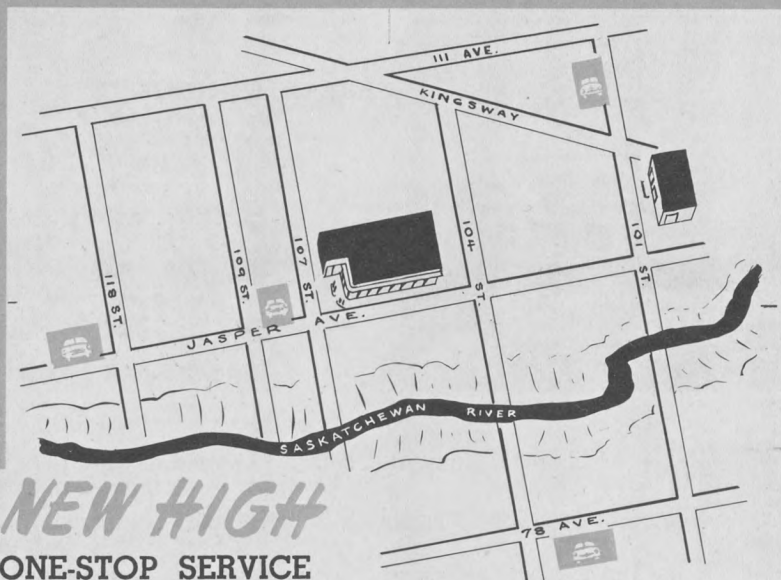 111 AVE.
KINGSWAY
118 ST.
109 ST.
107 ST.
104 ST.
101 ST.
JASPER AVE.
SASKATCHEWAN RIVER
78 AVE.
NEW HIGH
ONE-STOP SERVICE